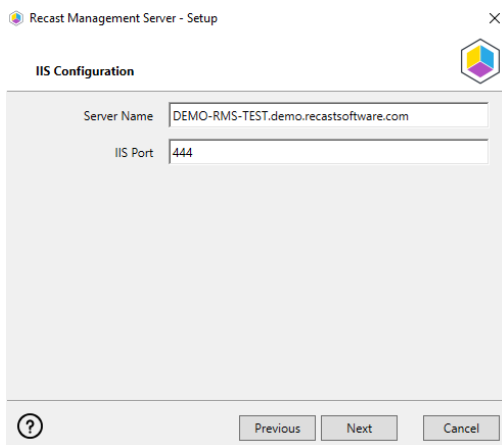 Recast Management Server - Setup
IIS Configuration
Server Name DEMO-RMS-TEST.demo.recastsoftware.com
IIS Port 444
? Previous Next Cancel